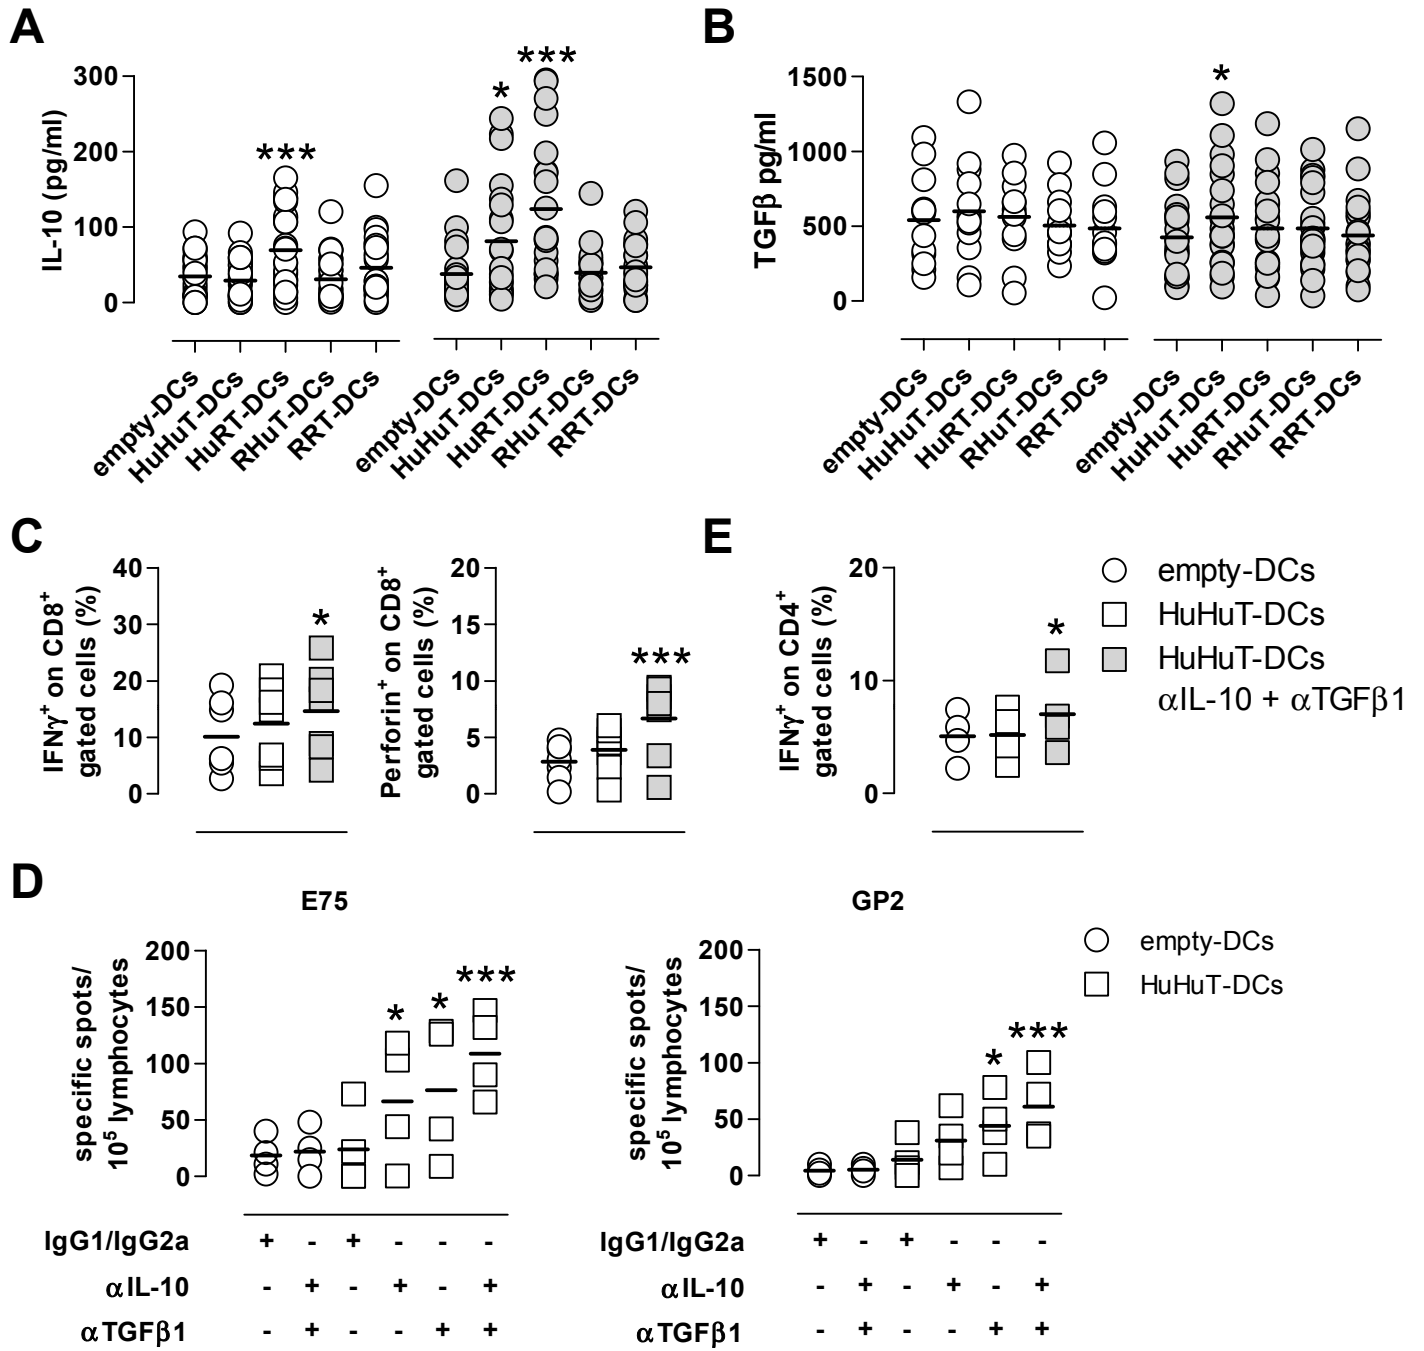 A
IL-10 (pg/ml)
300
200
100
0
***
*
***
empty-DCs
HuHuT-DCs
HuRT-DCs
RHuT-DCs
RRT-DCs
empty-DCs
HuHuT-DCs
HuRT-DCs
RHuT-DCs
RRT-DCs
B
TGFβ pg/ml
1500
1000
500
0
*
empty-DCs
HuHuT-DCs
HuRT-DCs
RHuT-DCs
RRT-DCs
empty-DCs
HuHuT-DCs
HuRT-DCs
RHuT-DCs
RRT-DCs
C
IFNγ⁺ on CD8⁺
gated cells (%)
40
30
20
10
0
*
Perforin⁺ on CD8⁺
gated cells (%)
20
15
10
5
0
***
E
IFNγ⁺ on CD4⁺
gated cells (%)
20
10
0
*
empty-DCs
HuHuT-DCs
HuHuT-DCs
αIL-10 + αTGFβ1
D
E75
specific spots/
10⁵ lymphocytes
200
150
100
50
0
*
*
***
IgG1/IgG2a + - + - - -
αIL-10 - + - + - +
αTGFβ1 - + - - + +
GP2
specific spots/
10⁵ lymphocytes
200
150
100
50
0
*
***
empty-DCs
HuHuT-DCs
IgG1/IgG2a + - + - - -
αIL-10 - + - + - +
αTGFβ1 - + - - + +